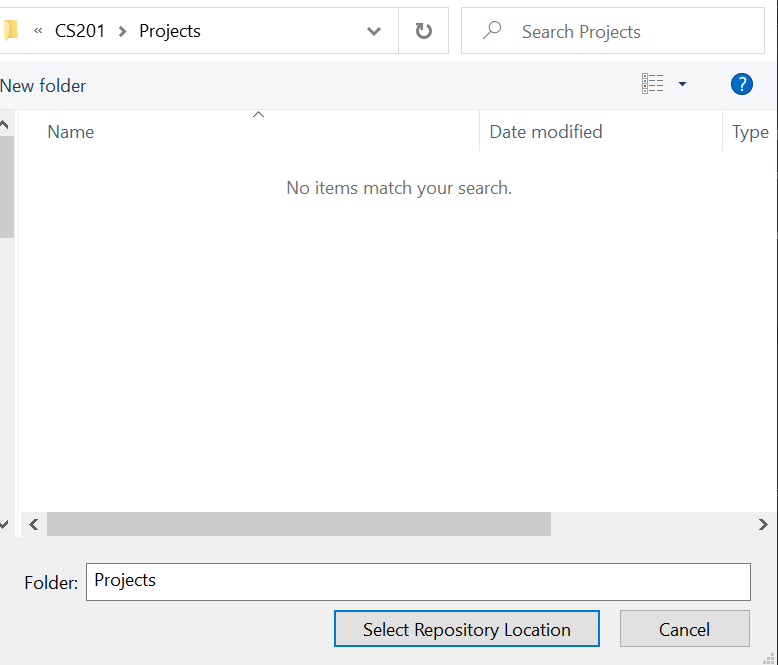 « CS201 > Projects
Search Projects
New folder
?
Name
Date modified
Type
No items match your search.
Folder: Projects
Select Repository Location
Cancel